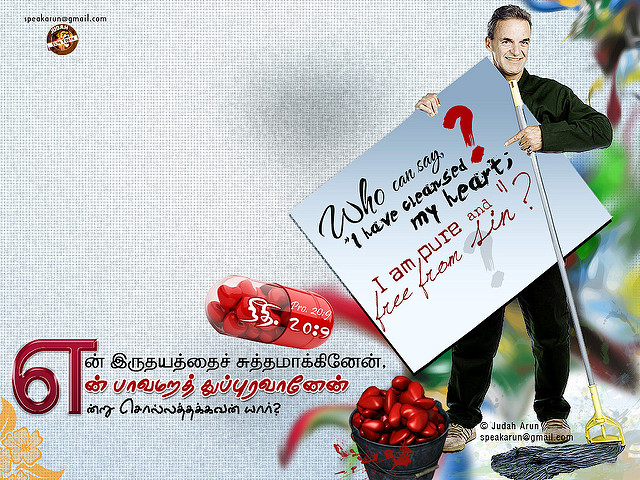 speakarun@gmail.com
Who can say,
"I have cleansed
my heart;
I am pure and
free from sin"?
Pro. 20:9
நீதி. 20:9
என் இருதயத்தைச் சுத்தமாக்கினேன்,
என் பாவமறத் துப்புரவானேன்
என்று சொல்லத்தக்கவன் யார்?
© Judah Arun
speakarun@gmail.com